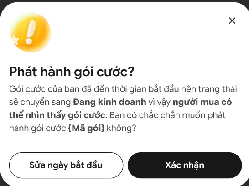 Phát hành gói cước?
Gói cước của bạn đã đến thời gian bắt đầu nên trạng thái
sẽ chuyển sang Đang kinh doanh vì vậy người mua có
thể nhìn thấy gói cước. Bạn có chắc chắn muốn phát
hành gói cước {Mã gói} không?
Sửa ngày bắt đầu
Xác nhận